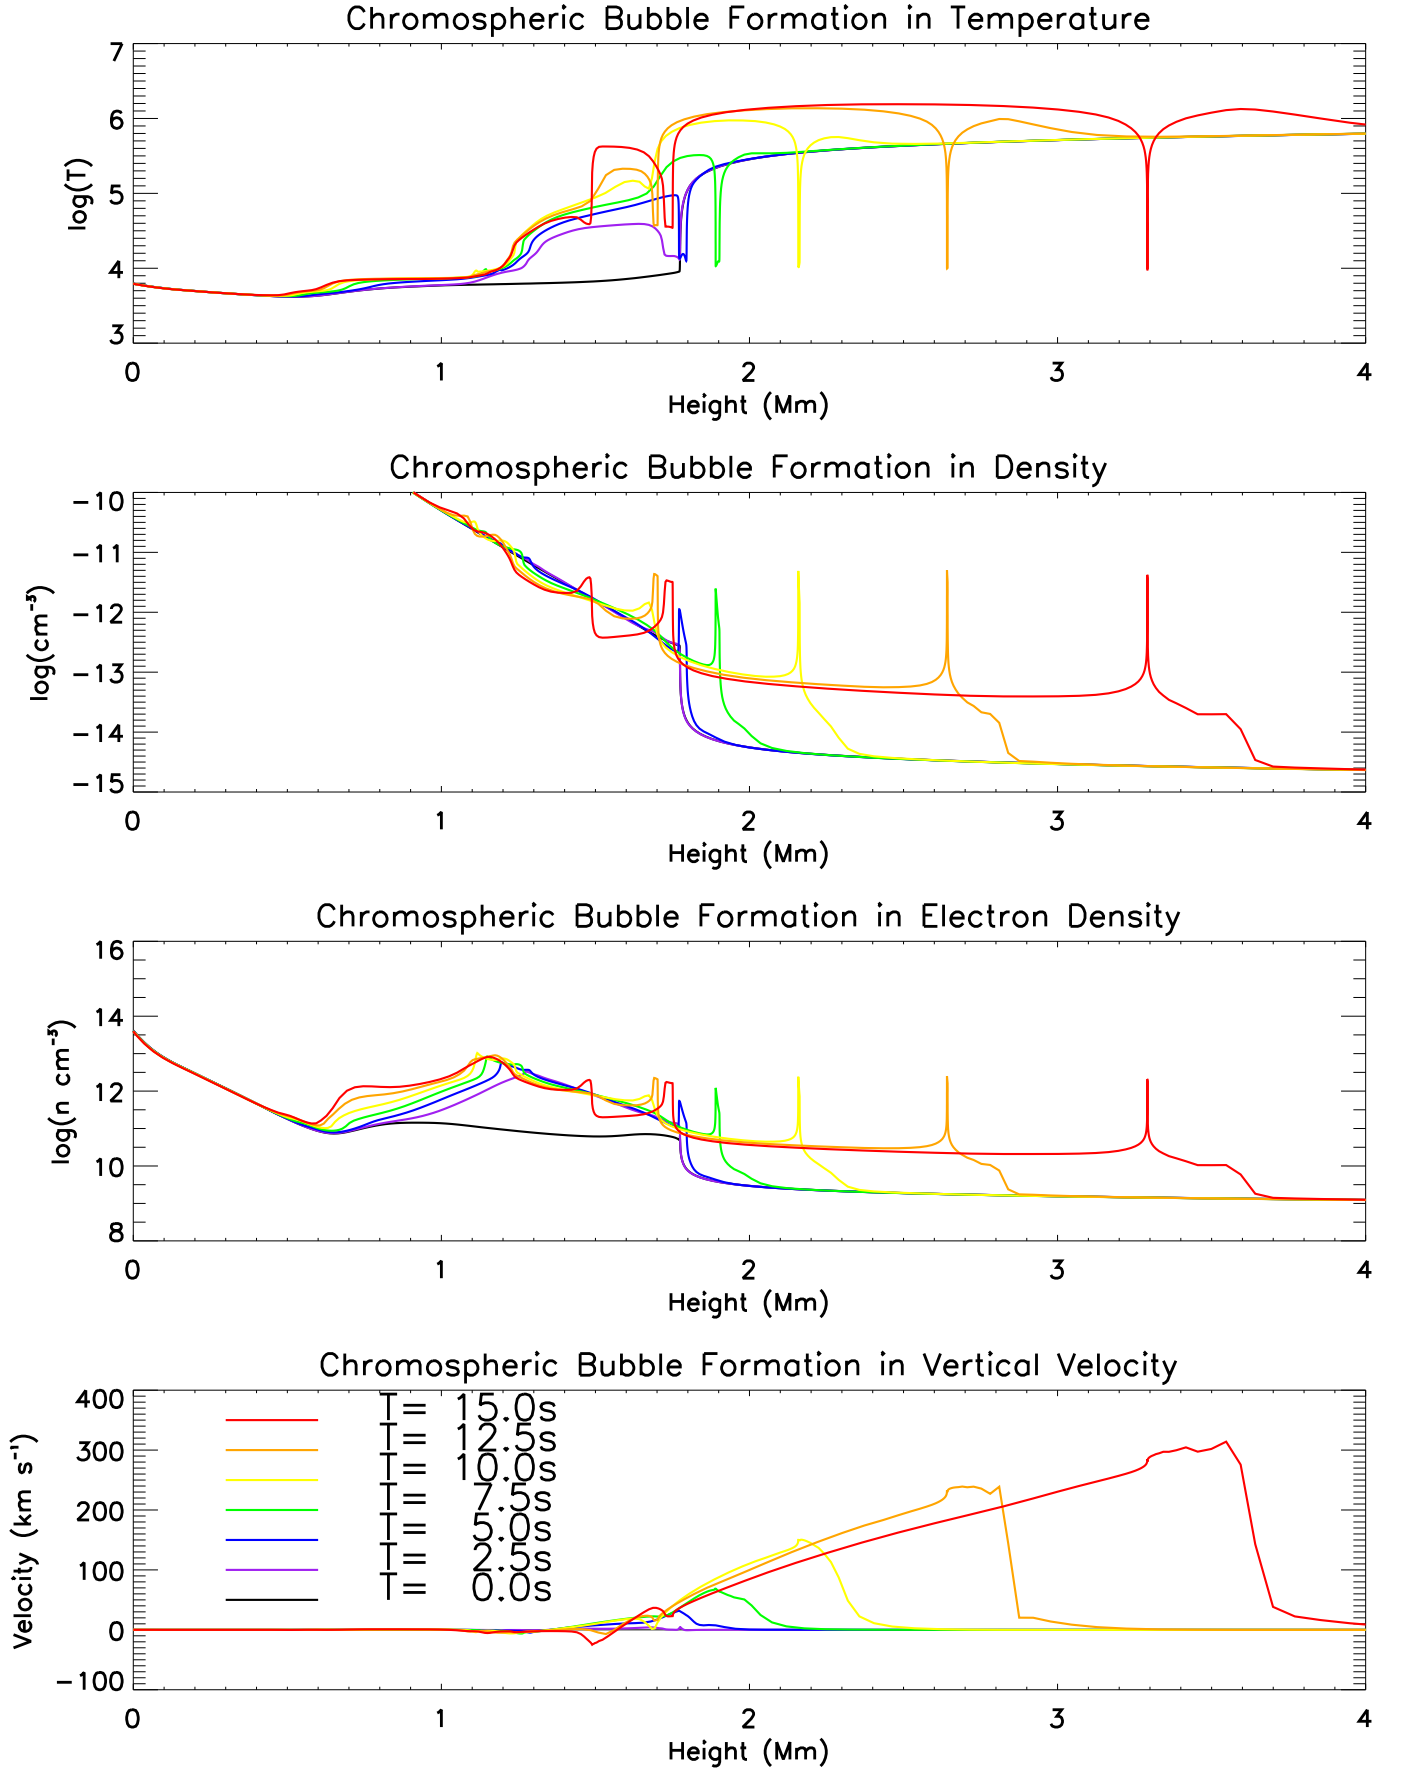 Chromospheric Bubble Formation in Temperature
7
6
5
4
3
log(T)
0 1 2 3 4
Height (Mm)
Chromospheric Bubble Formation in Density
-10
-11
-12
-13
-14
-15
log(cm⁻³)
0 1 2 3 4
Height (Mm)
Chromospheric Bubble Formation in Electron Density
16
14
12
10
8
log(n cm⁻³)
0 1 2 3 4
Height (Mm)
Chromospheric Bubble Formation in Vertical Velocity
400
300
200
100
0
-100
Velocity (km s⁻¹)
T= 15.0s
T= 12.5s
T= 10.0s
T= 7.5s
T= 5.0s
T= 2.5s
T= 0.0s
0 1 2 3 4
Height (Mm)